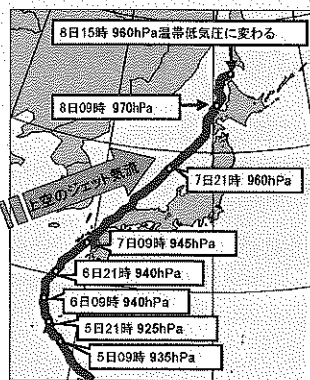 8日15時 960hPa温帯低気圧に変わる
8日09時 970hPa
7日21時 960hPa
上空のジェット気流
7日09時 945hPa
6日21時 940hPa
6日09時 940hPa
5日21時 925hPa
5日09時 935hPa